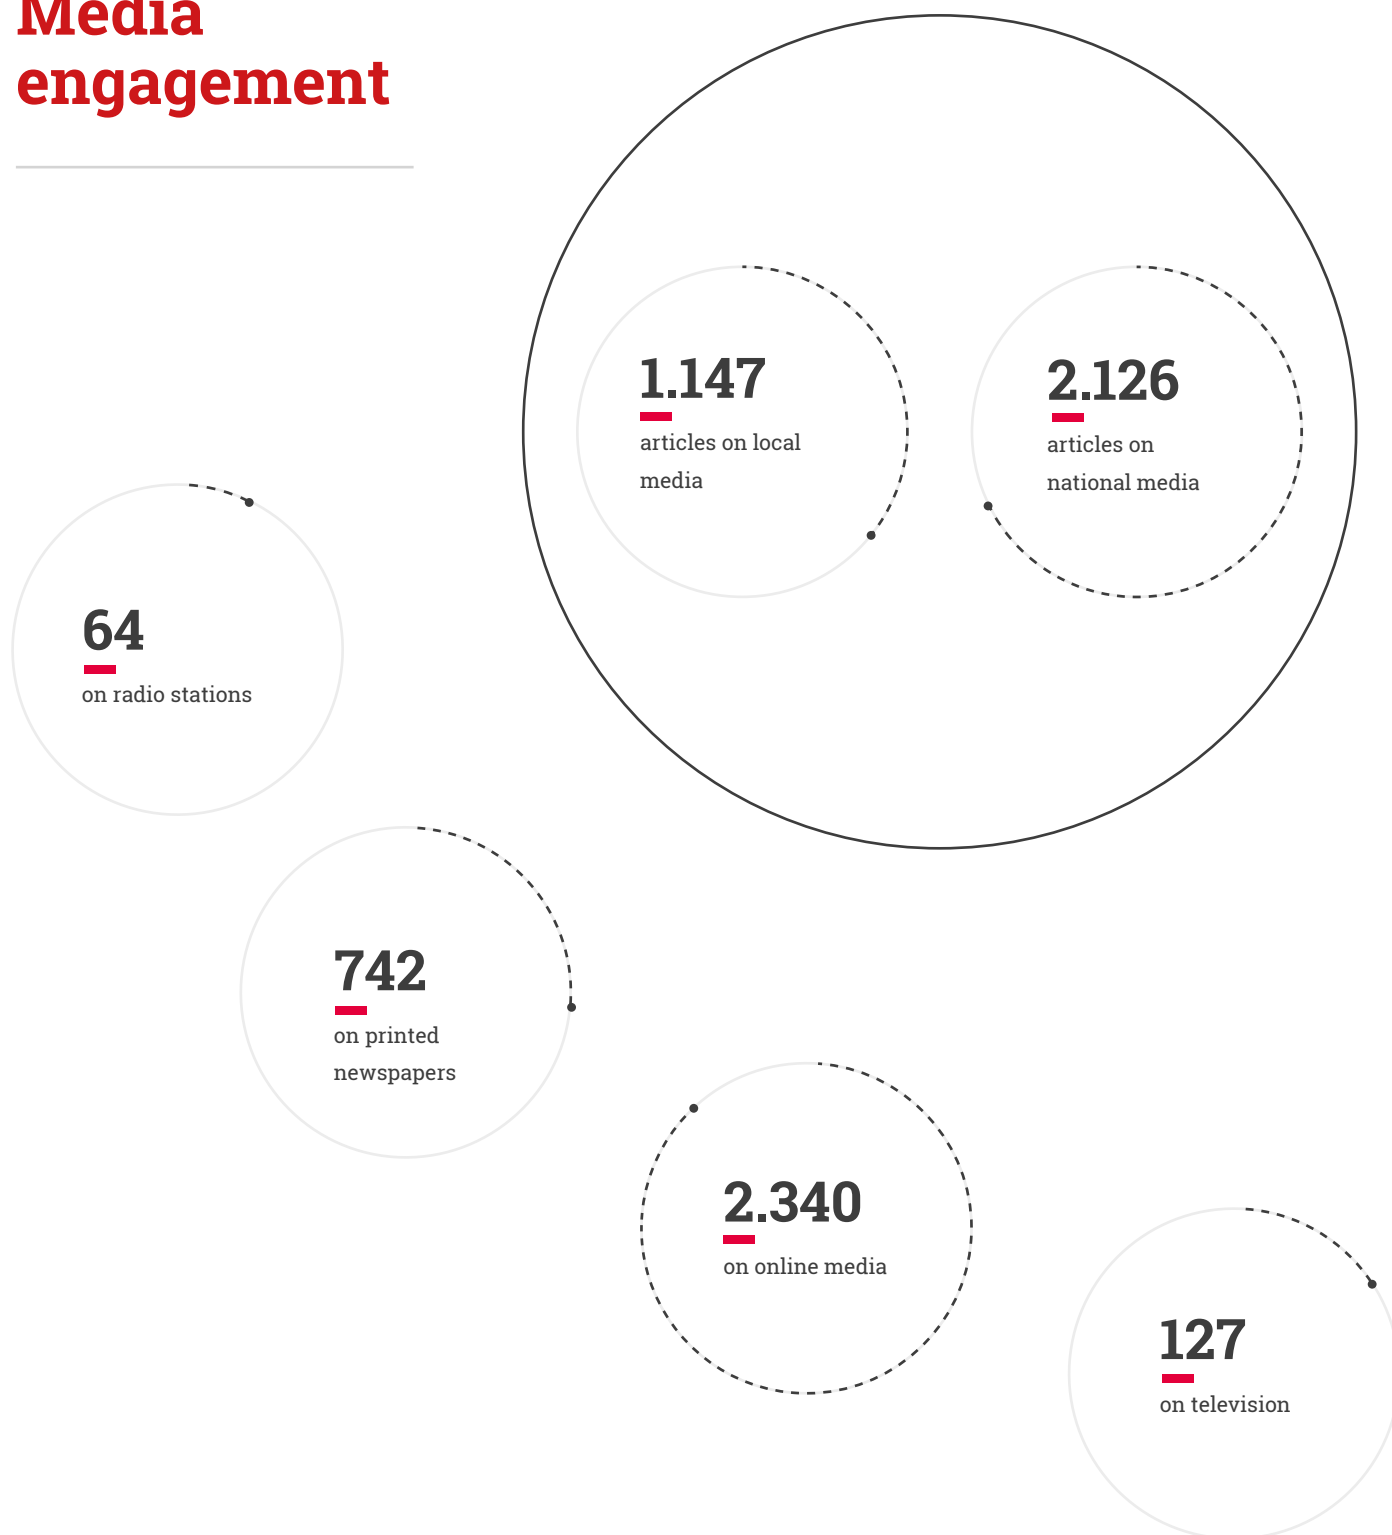 Media
engagement
1.147
articles on local
media
2.126
articles on
national media
64
on radio stations
742
on printed
newspapers
2.340
on online media
127
on television